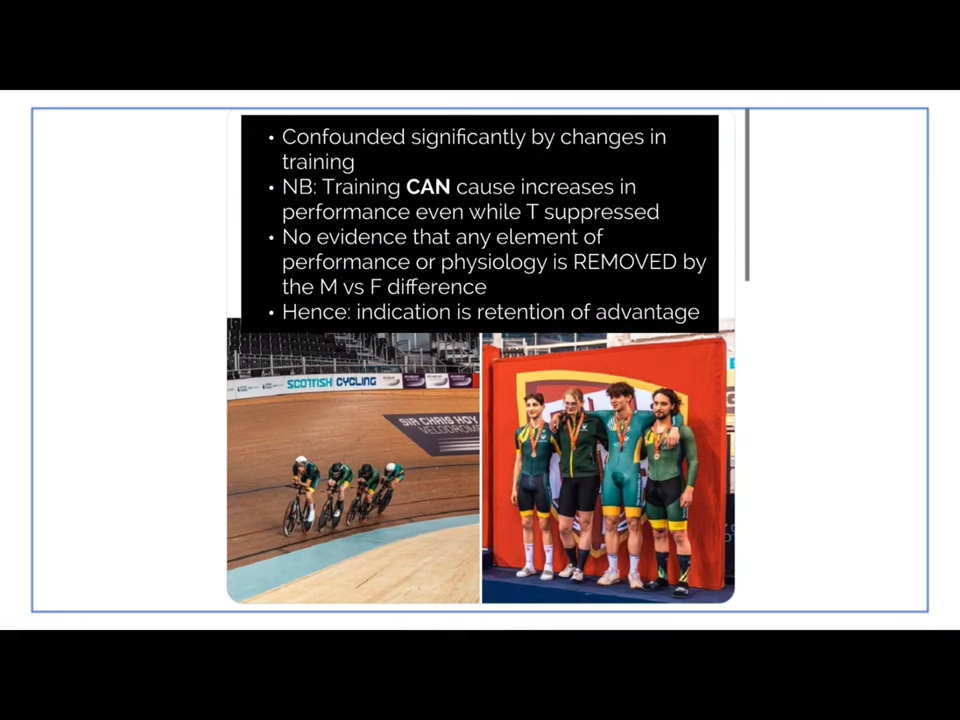 • Confounded significantly by changes in
training
• NB: Training CAN cause increases in
performance even while T suppressed
• No evidence that any element of
performance or physiology is REMOVED by
the M vs F difference
• Hence: indication is retention of advantage
SCOTTISH CYCLING
SIR CHRIS HOY
VELODROME